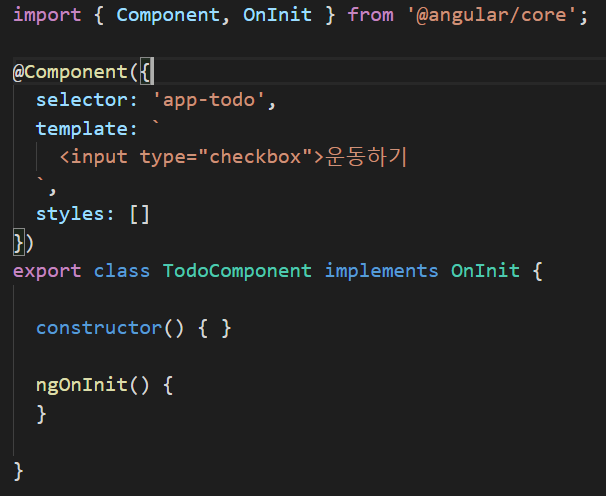 import { Component, OnInit } from '@angular/core';
@Component({
selector: 'app-todo',
template: `
<input type="checkbox">운동하기
`,
styles: []
})
export class TodoComponent implements OnInit {
constructor() { }
ngOnInit() {
}
}